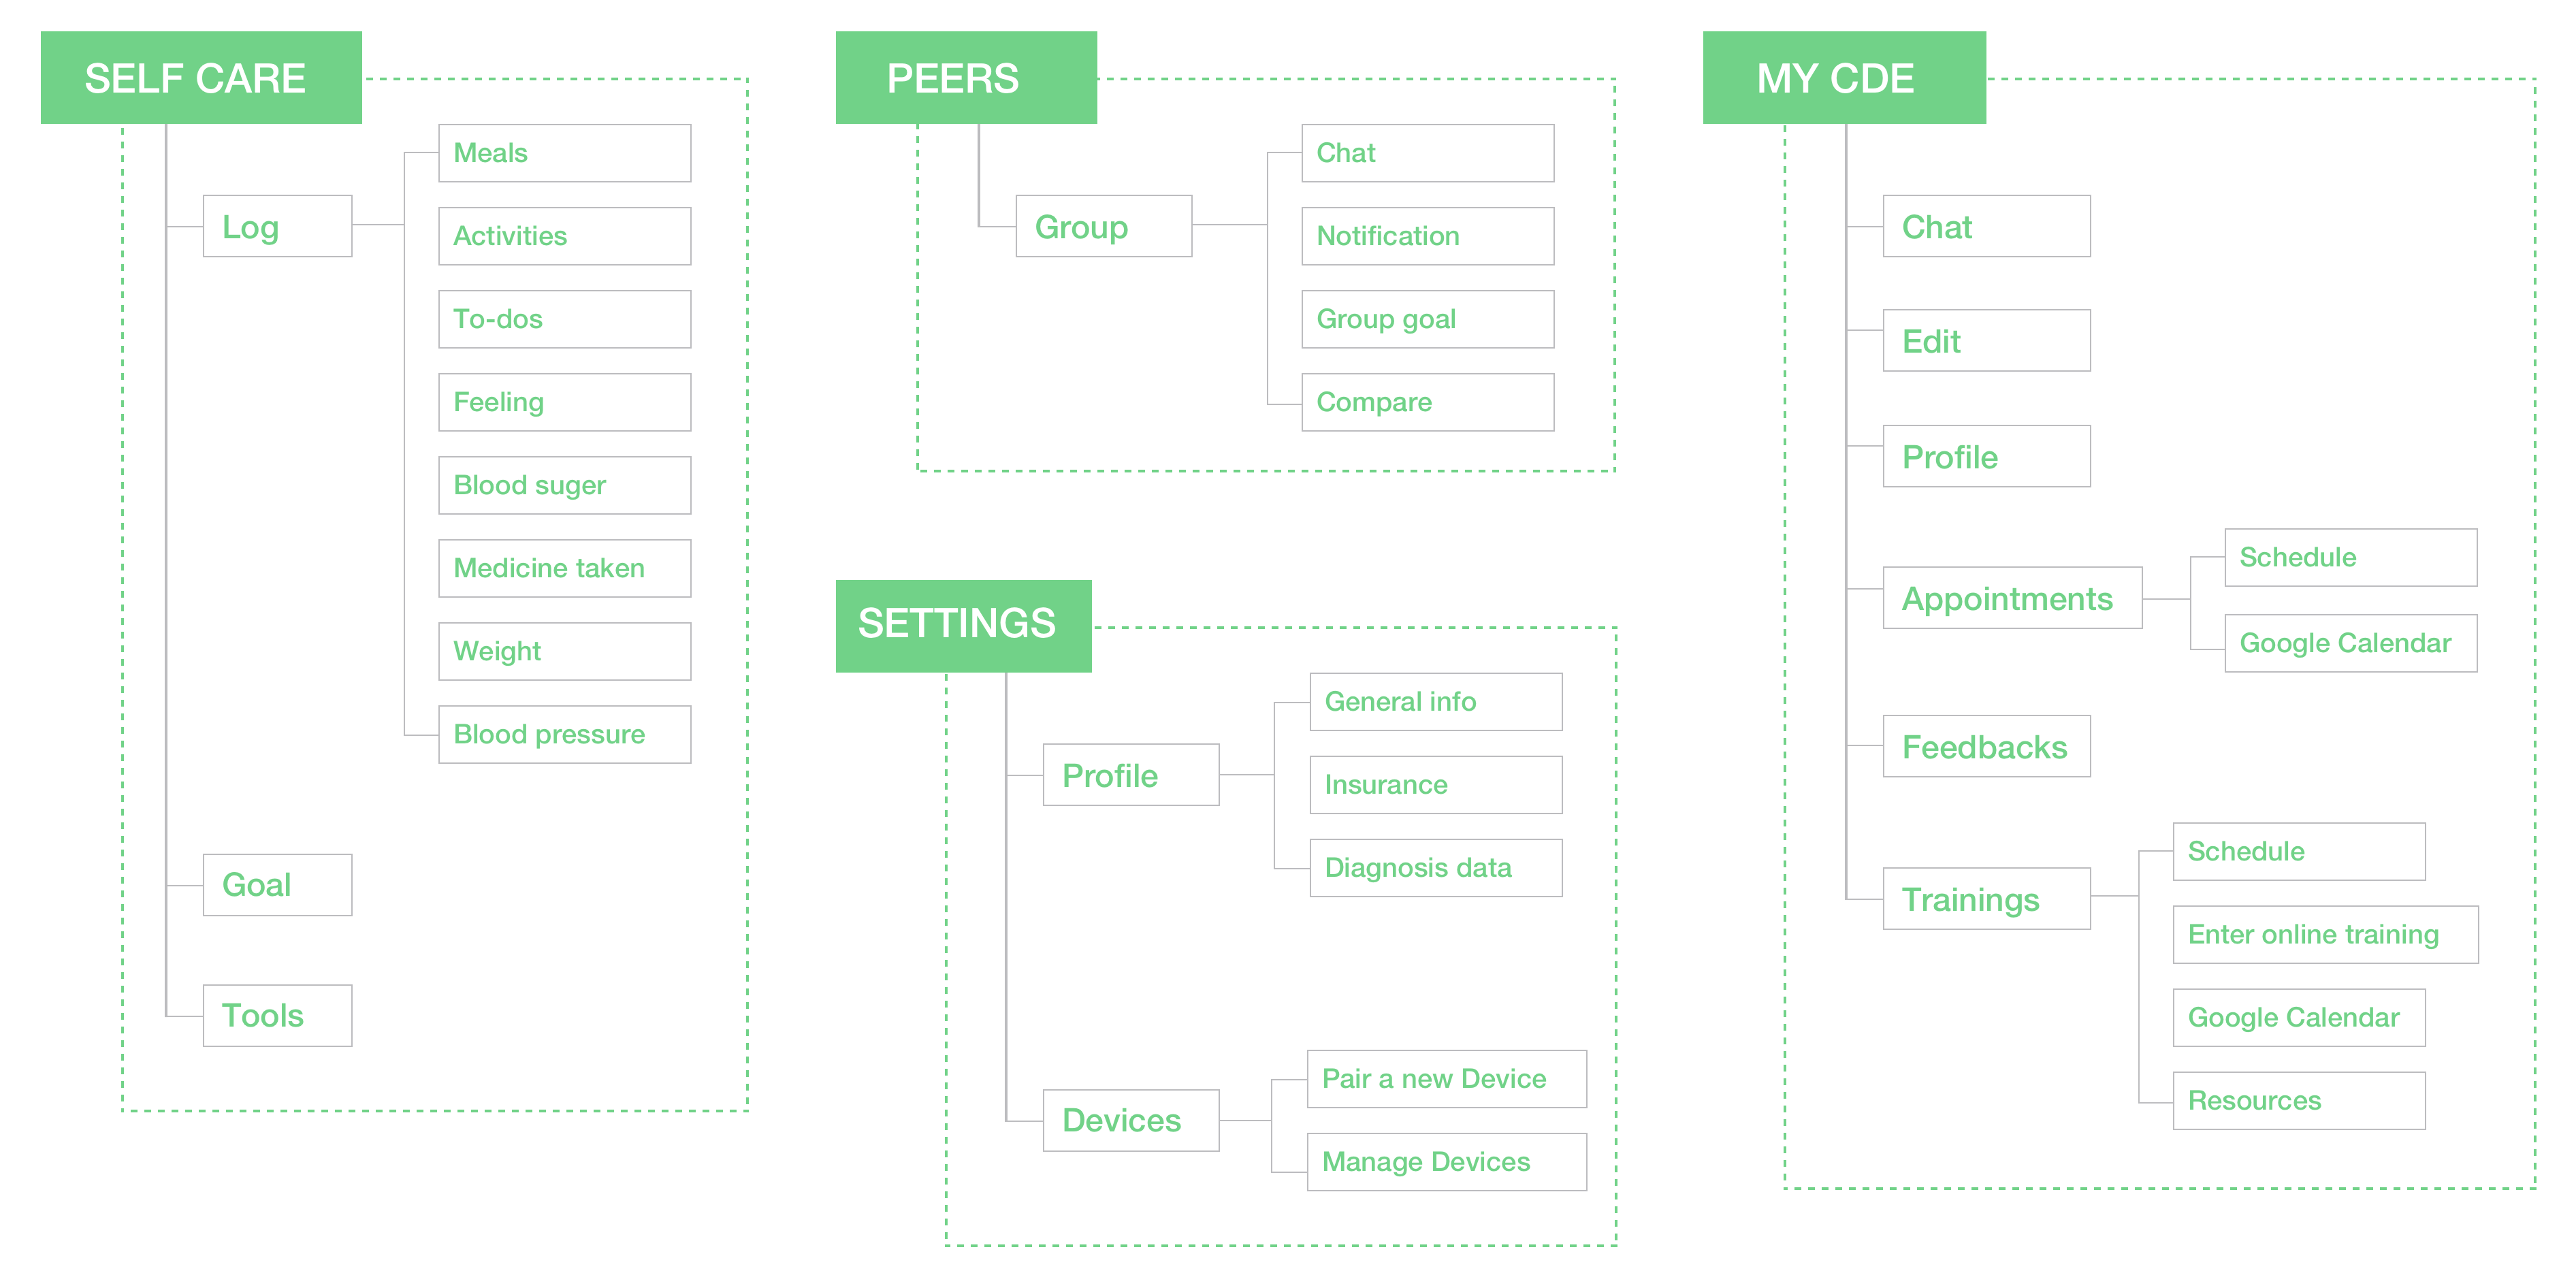 SELF CARE
Log
Meals
Activities
To-dos
Feeling
Blood suger
Medicine taken
Weight
Blood pressure
Goal
Tools
PEERS
Group
Chat
Notification
Group goal
Compare
SETTINGS
Profile
General info
Insurance
Diagnosis data
Devices
Pair a new Device
Manage Devices
MY CDE
Chat
Edit
Profile
Appointments
Schedule
Google Calendar
Feedbacks
Trainings
Schedule
Enter online training
Google Calendar
Resources